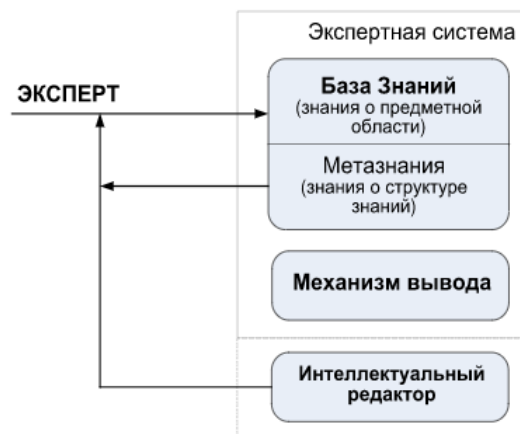 Экспертная система
ЭКСПЕРТ
База Знаний
(знания о предметной
области)
Метазнания
(знания о структуре
знаний)
Механизм вывода
Интеллектуальный
редактор